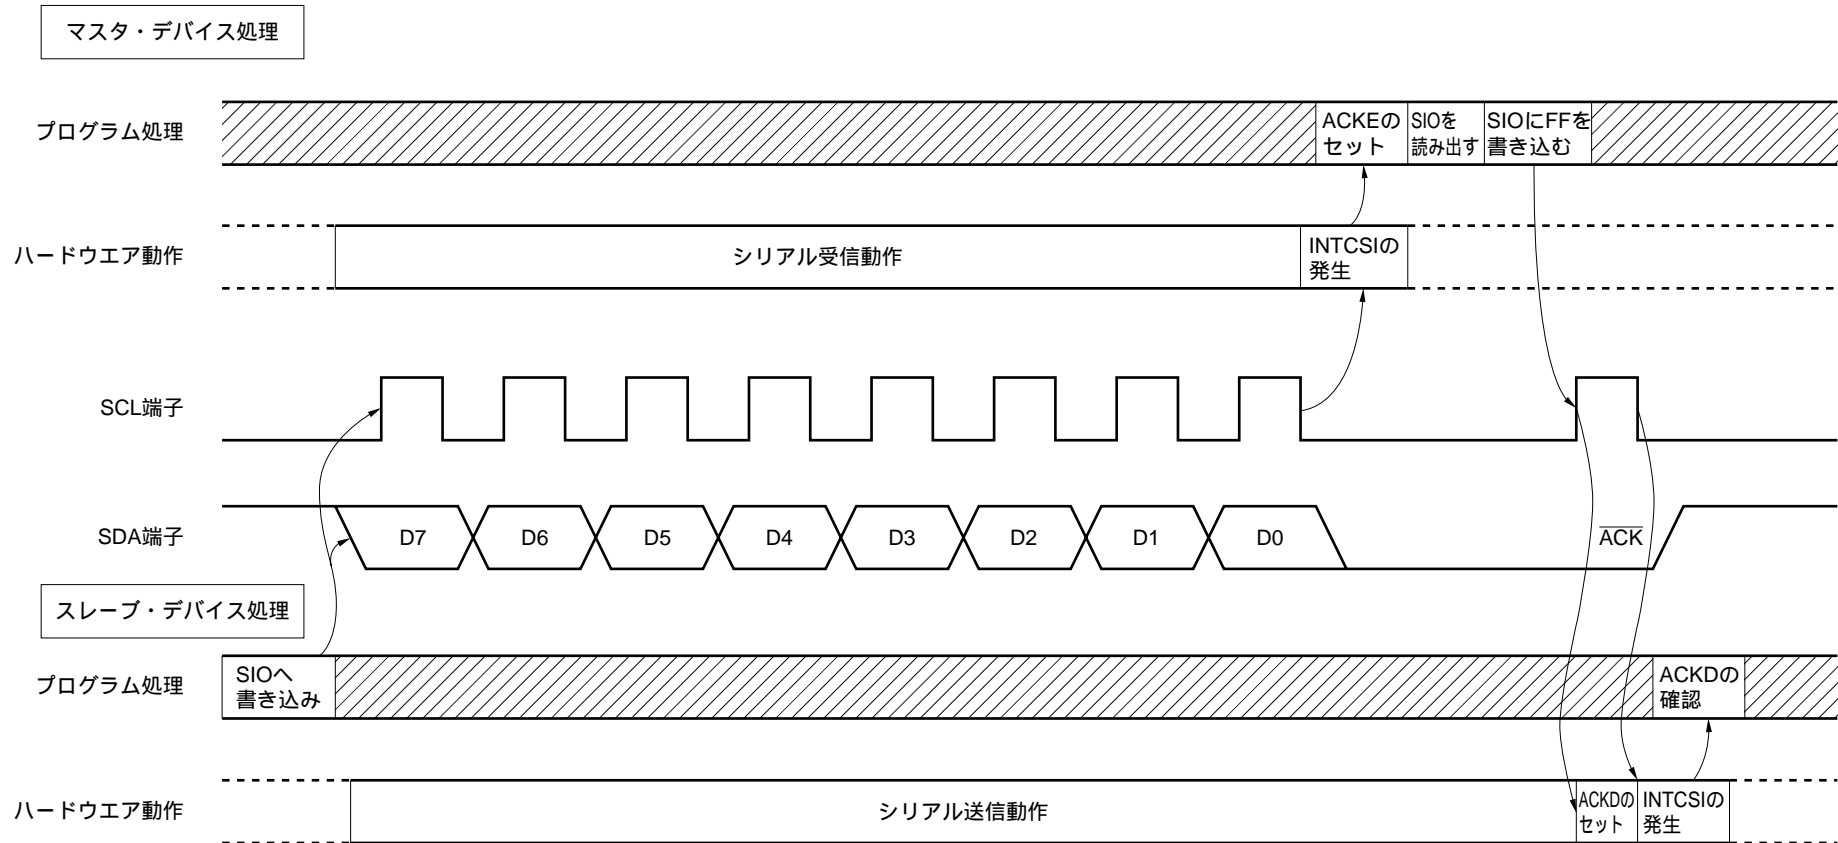 マスタ・デバイス処理
プログラム処理
ACKEの
セット
SIOを
読み出す
SIOにFFを
書き込む
ハードウエア動作
シリアル受信動作
INTCSIの
発生
SCL端子
SDA端子
D7
D6
D5
D4
D3
D2
D1
D0
ACK
スレーブ・デバイス処理
プログラム処理
SIOへ
書き込み
ACKDの
確認
ハードウエア動作
シリアル送信動作
ACKDの
セット
INTCSIの
発生